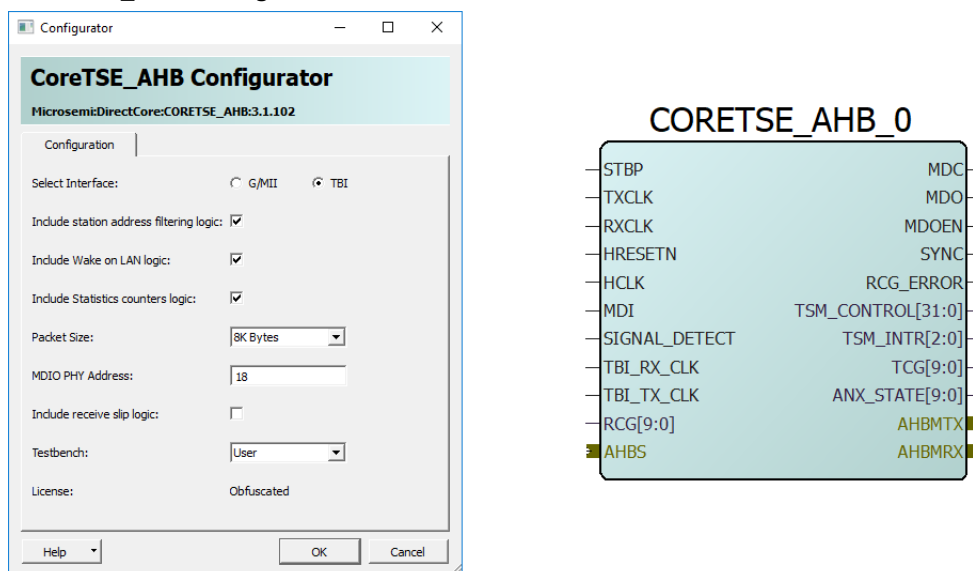 Configurator
CoreTSE_AHB Configurator
Microsemi:DirectCore:CORETSE_AHB:3.1.102
Configuration
Select Interface: G/MII TBI
Include station address filtering logic:
Include Wake on LAN logic:
Include Statistics counters logic:
Packet Size: 8K Bytes
MDIO PHY Address: 18
Include receive slip logic:
Testbench: User
License: Obfuscated
Help OK Cancel
CORETSE_AHB_0
STBP MDC
TXCLK MDO
RXCLK MDOEN
HRESETN SYNC
HCLK RCG_ERROR
MDI TSM_CONTROL[31:0]
SIGNAL_DETECT TSM_INTR[2:0]
TBI_RX_CLK TCG[9:0]
TBI_TX_CLK ANX_STATE[9:0]
RCG[9:0] AHBMTX
AHBS AHBMRX